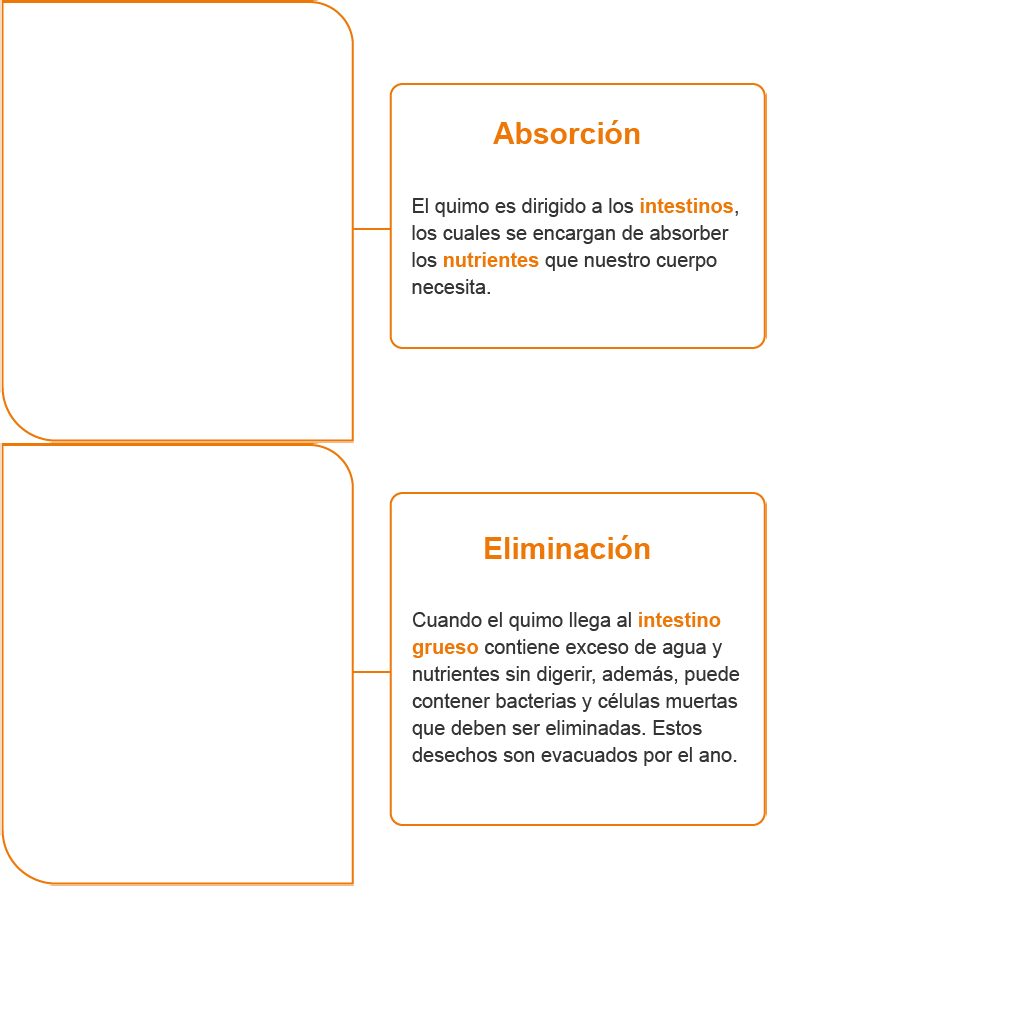 Absorción
El quimo es dirigido a los intestinos,
los cuales se encargan de absorber
los nutrientes que nuestro cuerpo
necesita.
Eliminación
Cuando el quimo llega al intestino
grueso contiene exceso de agua y
nutrientes sin digerir, además, puede
contener bacterias y células muertas
que deben ser eliminadas. Estos
desechos son evacuados por el ano.